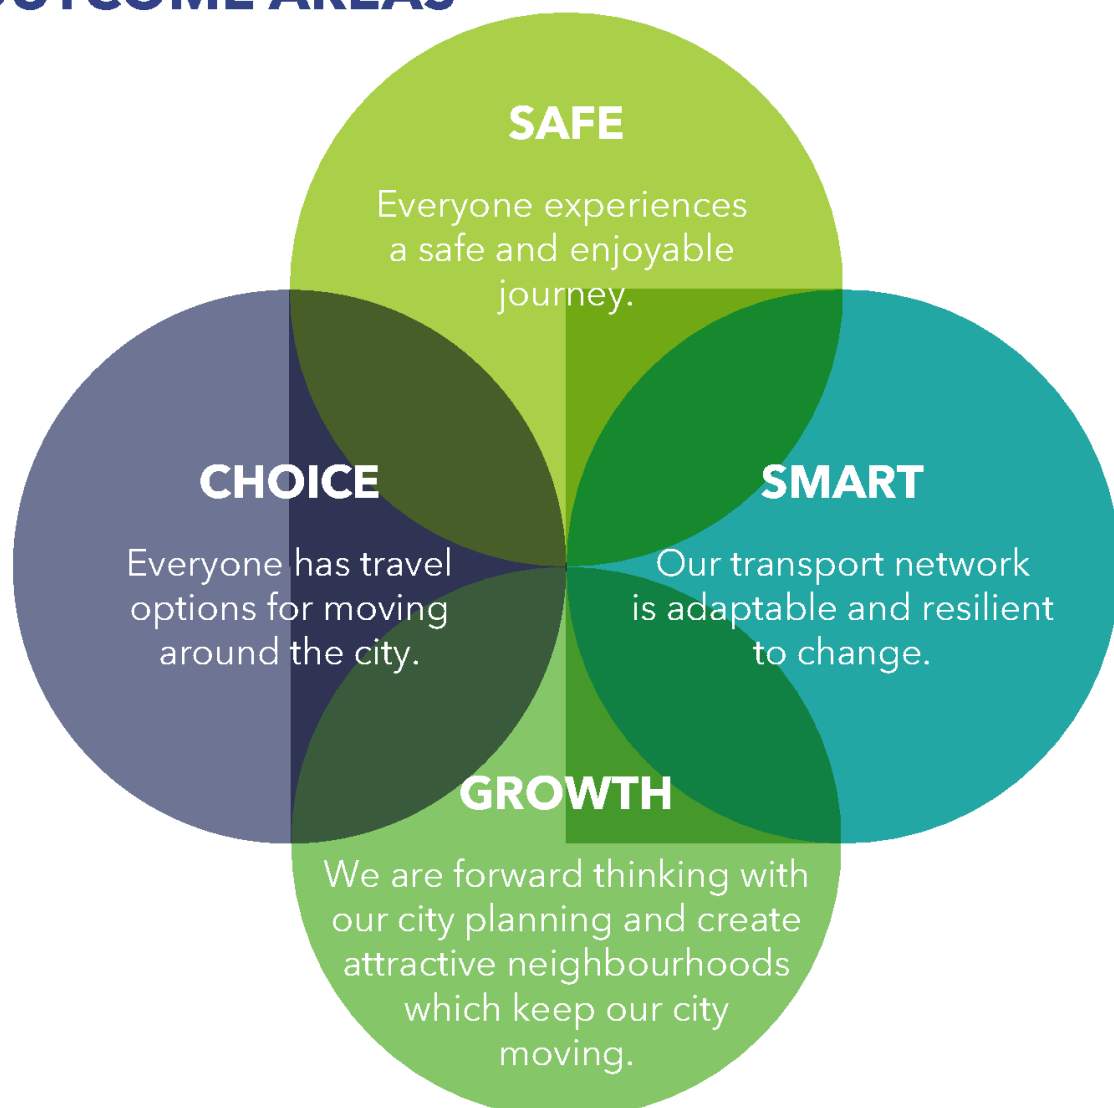 OUTCOME AREAS
SAFE
Everyone experiences
a safe and enjoyable
journey.
CHOICE
Everyone has travel
options for moving
around the city.
SMART
Our transport network
is adaptable and resilient
to change.
GROWTH
We are forward thinking with
our city planning and create
attractive neighbourhoods
which keep our city
moving.